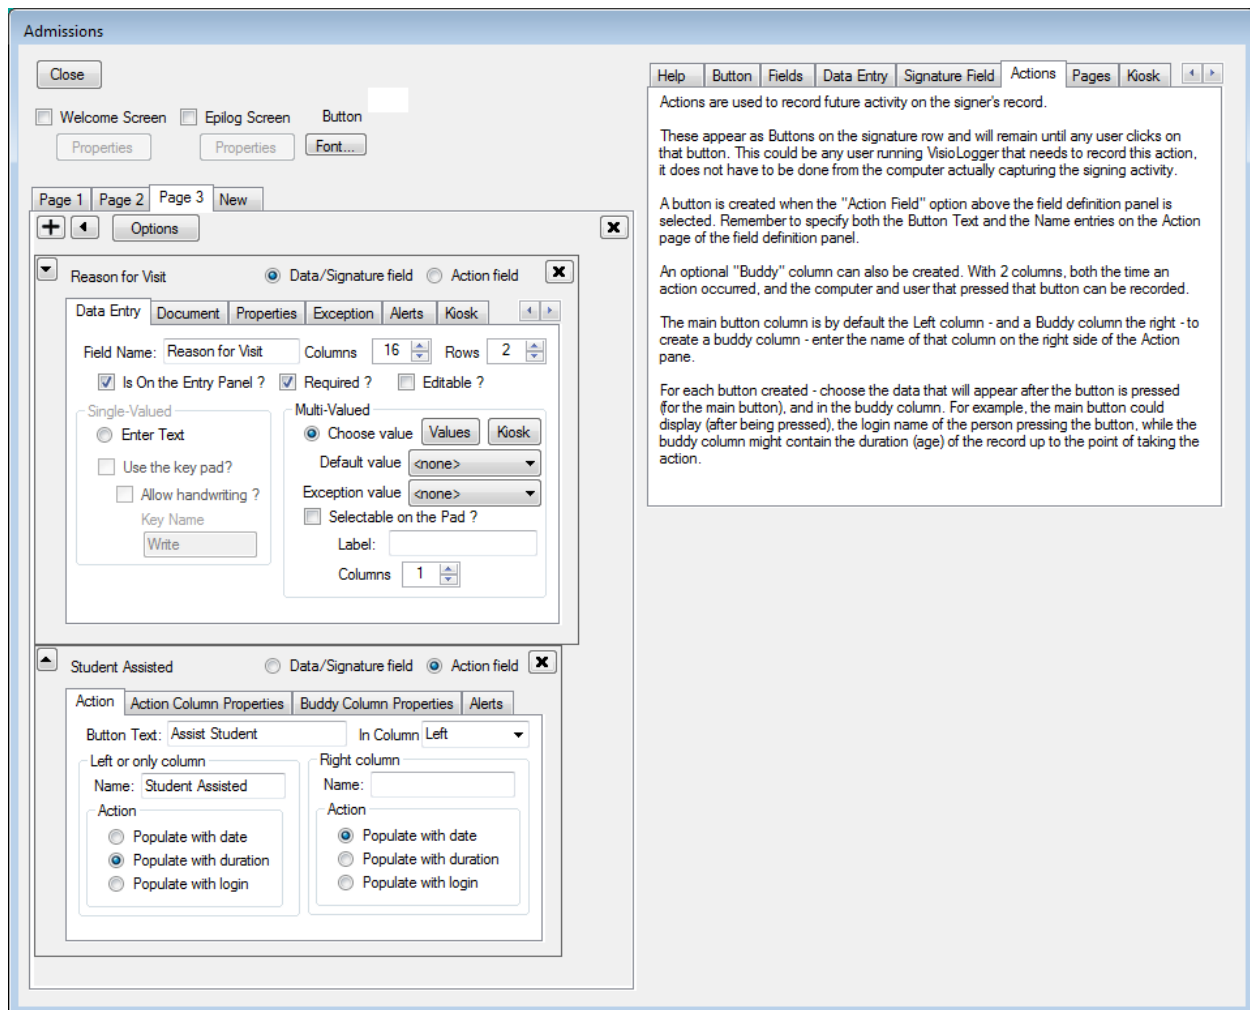 Admissions
Close
Welcome Screen
Epilog Screen
Button
Properties
Properties
Font...
Page 1
Page 2
Page 3
New
Options
Reason for Visit
Data/Signature field
Action field
Data Entry
Document
Properties
Exception
Alerts
Kiosk
Field Name: Reason for Visit
Columns 16
Rows 2
Is On the Entry Panel ?
Required ?
Editable ?
Single-Valued
Enter Text
Use the key pad?
Allow handwriting ?
Key Name
Write
Multi-Valued
Choose value
Values
Kiosk
Default value <none>
Exception value <none>
Selectable on the Pad ?
Label:
Columns 1
Student Assisted
Data/Signature field
Action field
Action
Action Column Properties
Buddy Column Properties
Alerts
Button Text: Assist Student
In Column Left
Left or only column
Name: Student Assisted
Action
Populate with date
Populate with duration
Populate with login
Right column
Name:
Action
Populate with date
Populate with duration
Populate with login
Help
Button
Fields
Data Entry
Signature Field
Actions
Pages
Kiosk
Actions are used to record future activity on the signer's record.
These appear as Buttons on the signature row and will remain until any user clicks on
that button. This could be any user running VisioLogger that needs to record this action,
it does not have to be done from the computer actually capturing the signing activity.
A button is created when the "Action Field" option above the field definition panel is
selected. Remember to specify both the Button Text and the Name entries on the Action
page of the field definition panel.
An optional "Buddy" column can also be created. With 2 columns, both the time an
action occurred, and the computer and user that pressed that button can be recorded.
The main button column is by default the Left column - and a Buddy column the right - to
create a buddy column - enter the name of that column on the right side of the Action
pane.
For each button created - choose the data that will appear after the button is pressed
(for the main button), and in the buddy column. For example, the main button could
display (after being pressed), the login name of the person pressing the button, while the
buddy column might contain the duration (age) of the record up to the point of taking the
action.